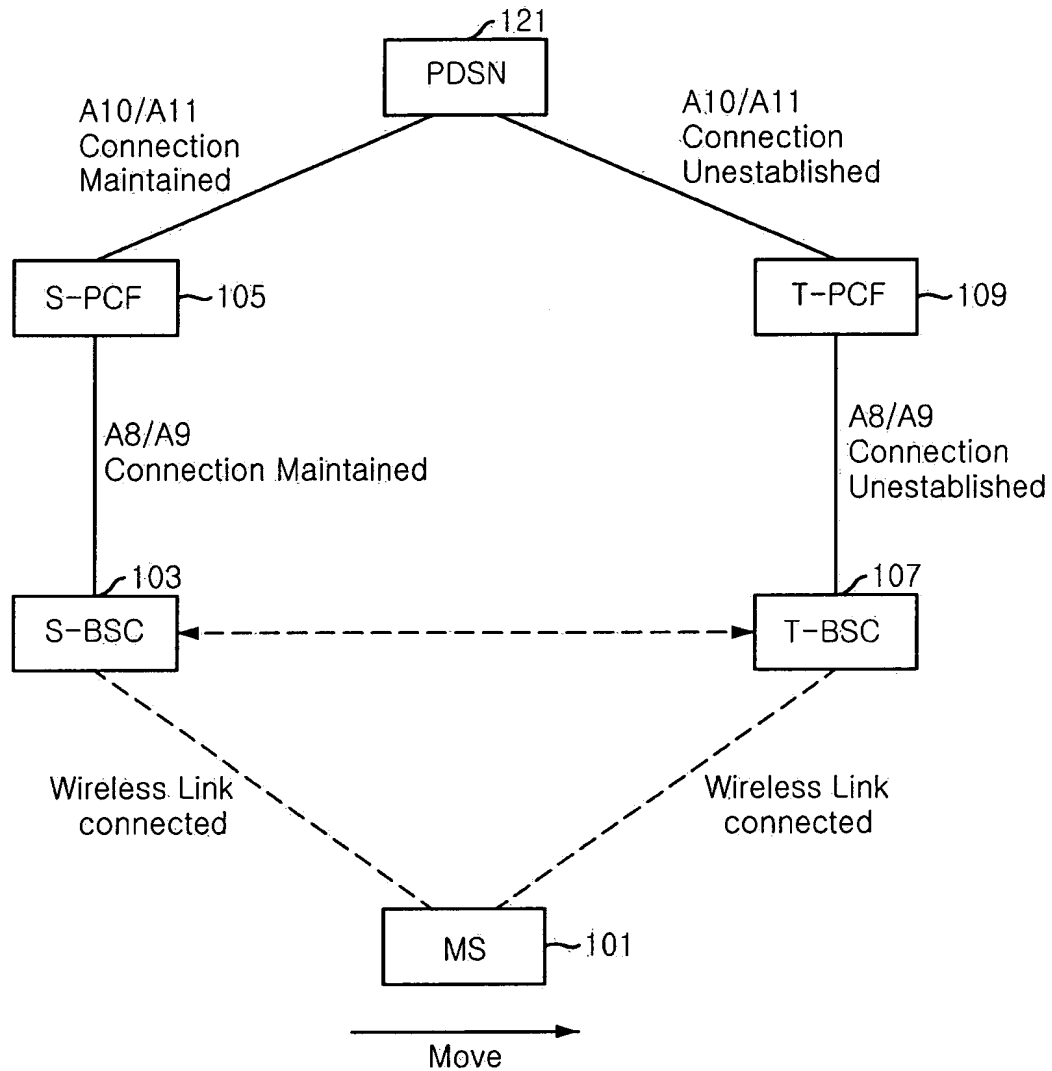 121
PDSN
A10/A11
Connection
Maintained
A10/A11
Connection
Unestablished
S-PCF
105
T-PCF
109
A8/A9
Connection Maintained
A8/A9
Connection
Unestablished
103
S-BSC
107
T-BSC
Wireless Link
connected
Wireless Link
connected
MS
101
Move